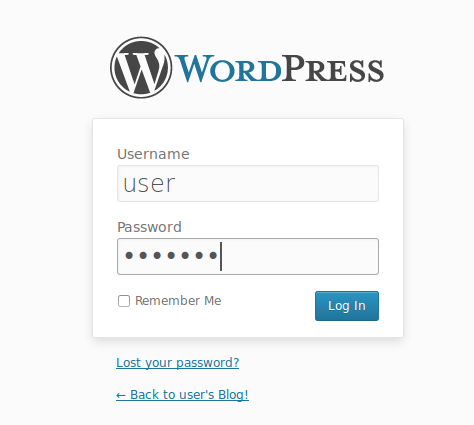 WORDPRESS
Username
user
Password
•••••••
Remember Me
Log In
Lost your password?
← Back to user's Blog!